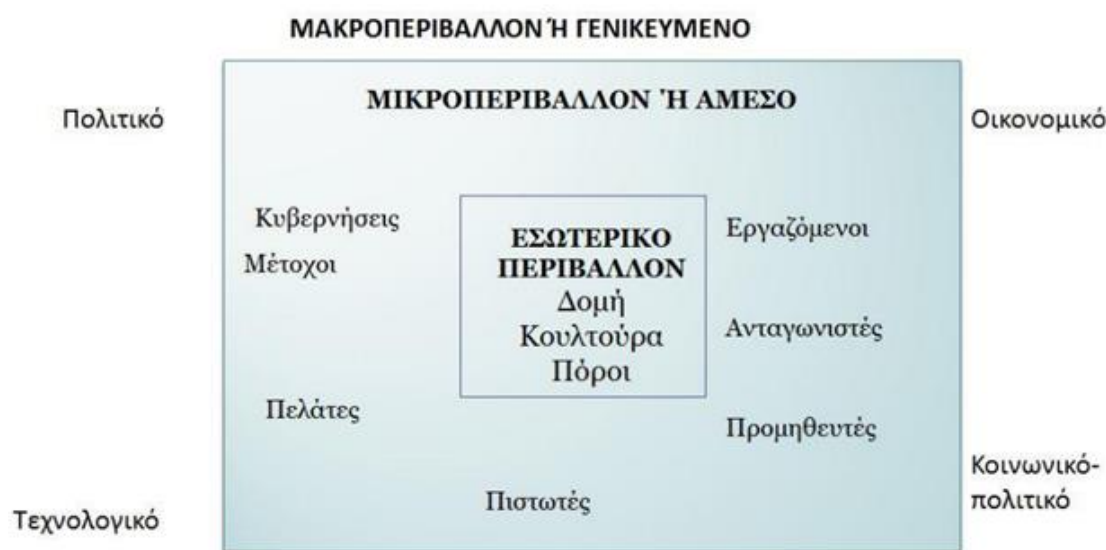 ΜΑΚΡΟΠΕΡΙΒΑΛΛΟΝ Ή ΓΕΝΙΚΕΥΜΕΝΟ
ΜΙΚΡΟΠΕΡΙΒΑΛΛΟΝ Ή ΑΜΕΣΟ
Πολιτικό
Οικονομικό
Κυβερνήσεις
Μέτοχοι
Πελάτες
ΕΣΩΤΕΡΙΚΟ
ΠΕΡΙΒΑΛΛΟΝ
Δομή
Κουλτούρα
Πόροι
Εργαζόμενοι
Ανταγωνιστές
Προμηθευτές
Πιστωτές
Τεχνολογικό
Κοινωνικό-
πολιτικό